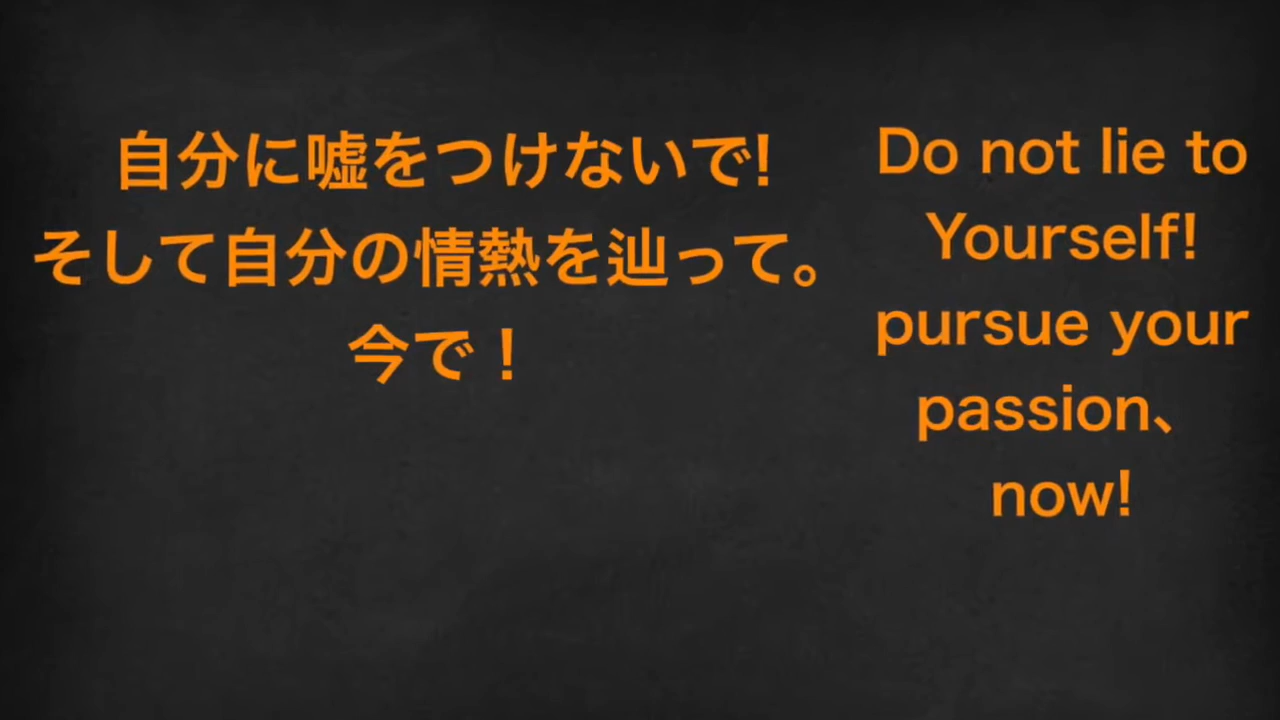 自分に嘘をつけないで!
そして自分の情熱を辿って。
今で！
Do not lie to
Yourself!
pursue your
passion、
now!